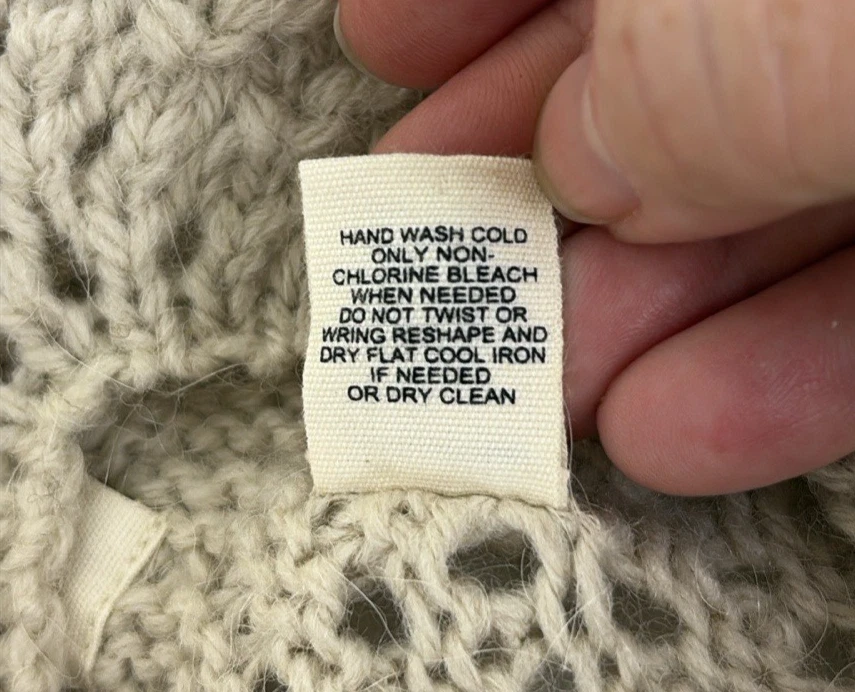 HAND WASH COLD
ONLY NON-
CHLORINE BLEACH
WHEN NEEDED
DO NOT TWIST OR
WRING RESHAPE AND
DRY FLAT COOL IRON
IF NEEDED
OR DRY CLEAN